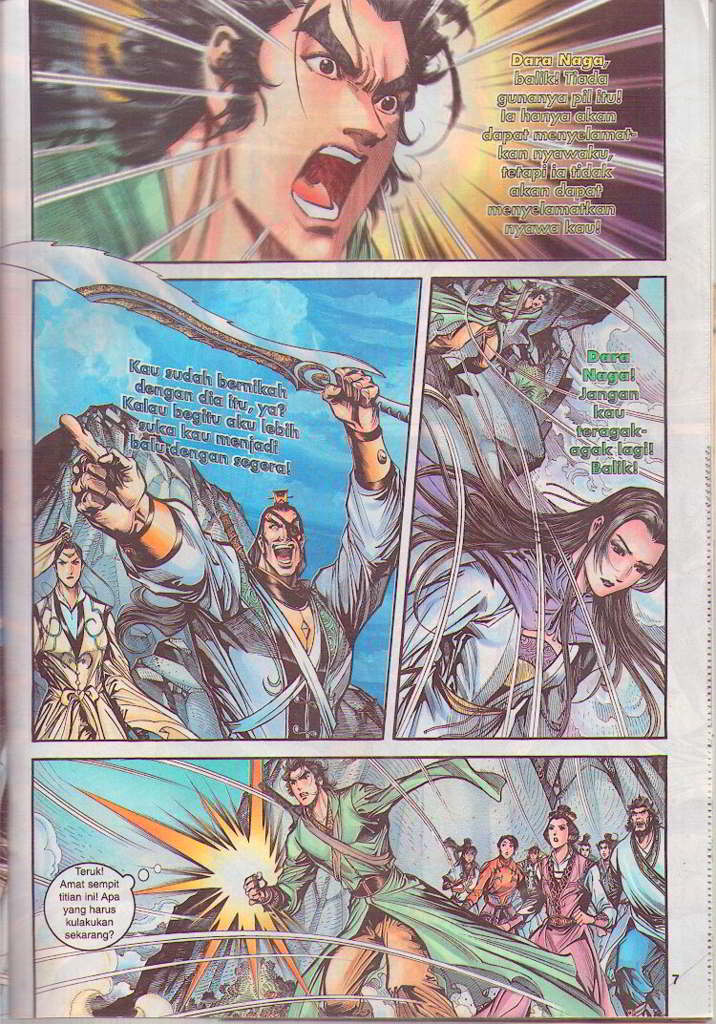 Dara Naga,
balik! Tiada
gunanya pil itu!
Ia hanya akan
dapat menyelamat-
kan nyawaku,
tetapi ia tidak
akan dapat
menyelamatkan
nyawa kau!
Kau sudah bernikah
dengan dia itu, ya?
Kalau begitu aku lebih
suka kau menjadi
balu dengan segera!
Dara
Naga!
Jangan
kau
teragak-
agak lagi!
Balik!
Teruk!
Amat sempit
titian ini! Apa
yang harus
kulakukan
sekarang?
7